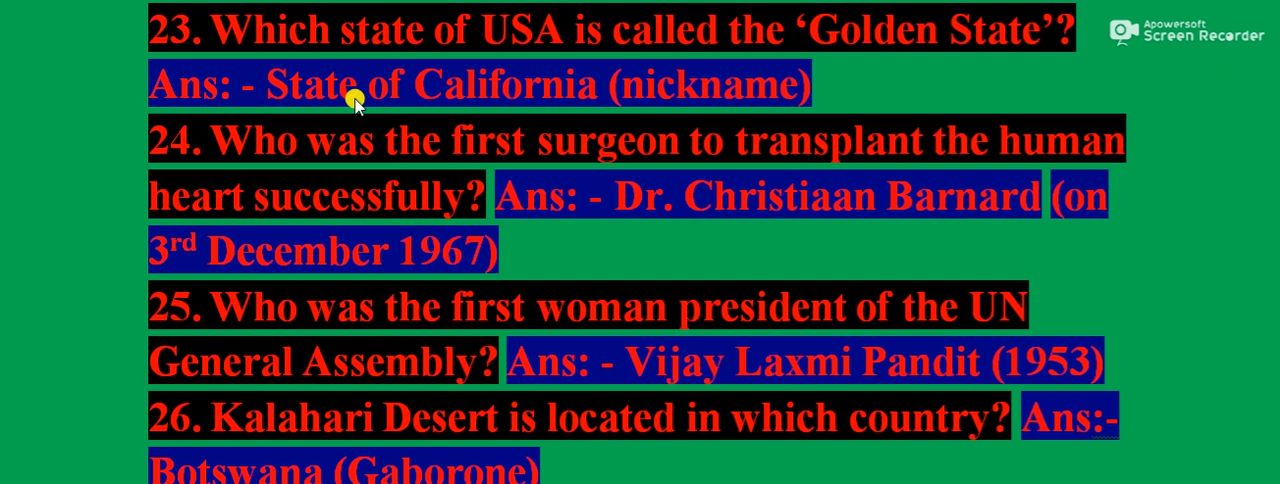 23. Which state of USA is called the ‘Golden State’?
Apowersoft
Screen Recorder
Ans: - State of California (nickname)
24. Who was the first surgeon to transplant the human
heart successfully? Ans: - Dr. Christiaan Barnard (on
3rd December 1967)
25. Who was the first woman president of the UN
General Assembly? Ans: - Vijay Laxmi Pandit (1953)
26. Kalahari Desert is located in which country? Ans:-
Botswana (Gaborone)